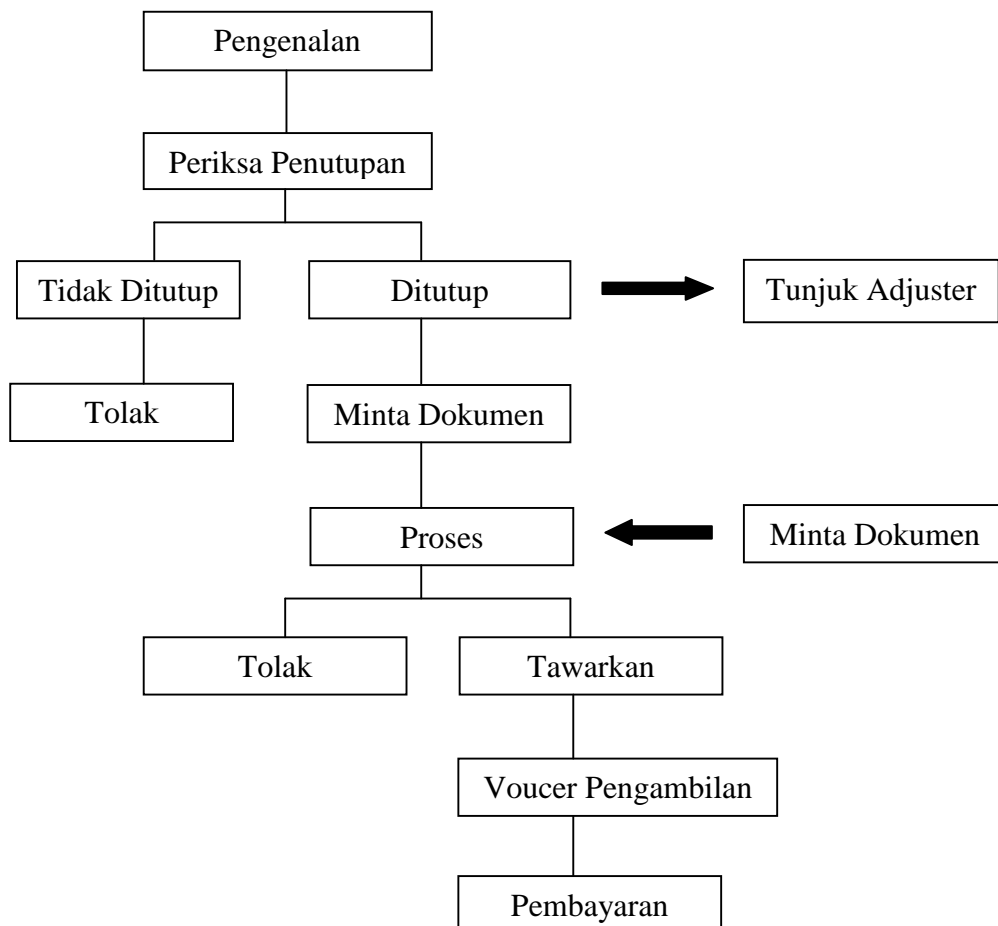 Pengenalan
Periksa Penutupan
Tidak Ditutup
Ditutup
Tunjuk Adjuster
Tolak
Minta Dokumen
Proses
Minta Dokumen
Tolak
Tawarkan
Voucer Pengambilan
Pembayaran